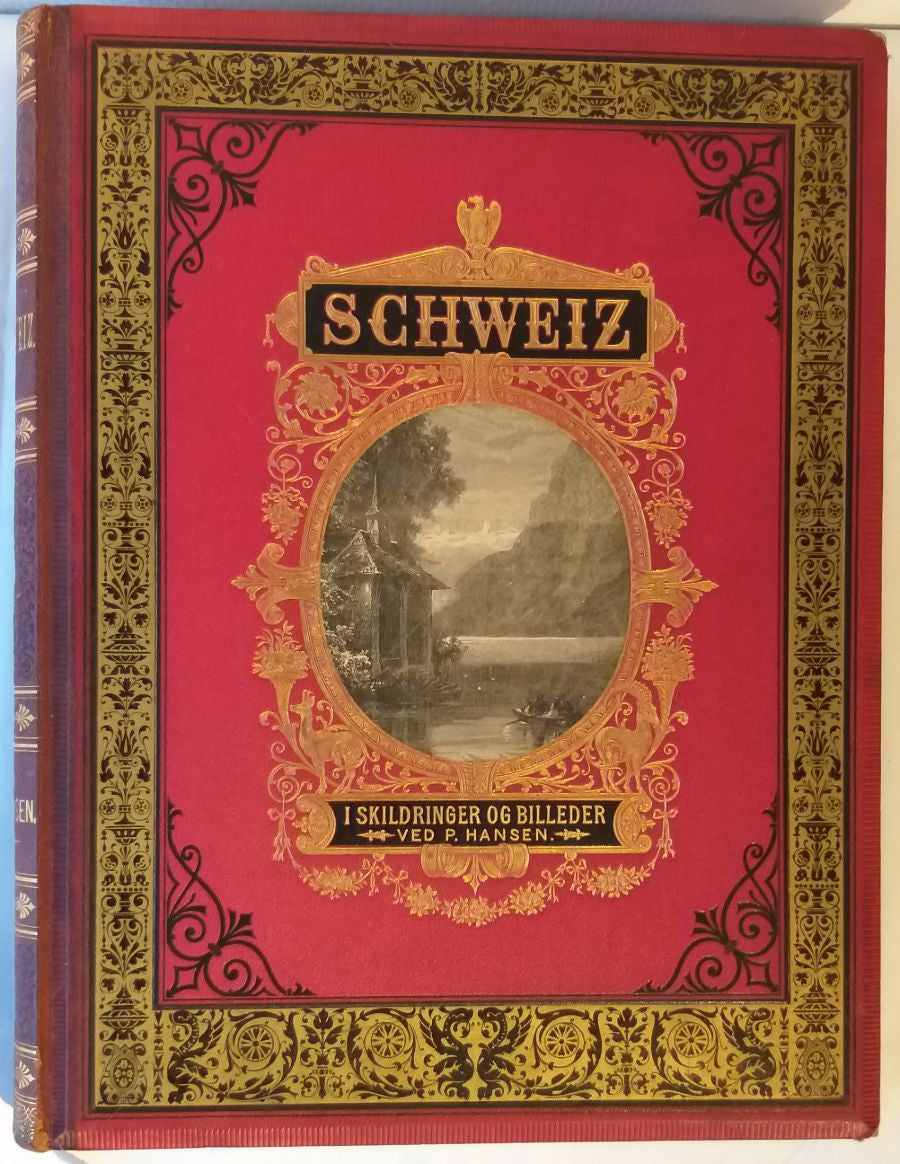 SCHWEIZ
I SKILDRINGER OG BILLEDER
VED P. HANSEN.